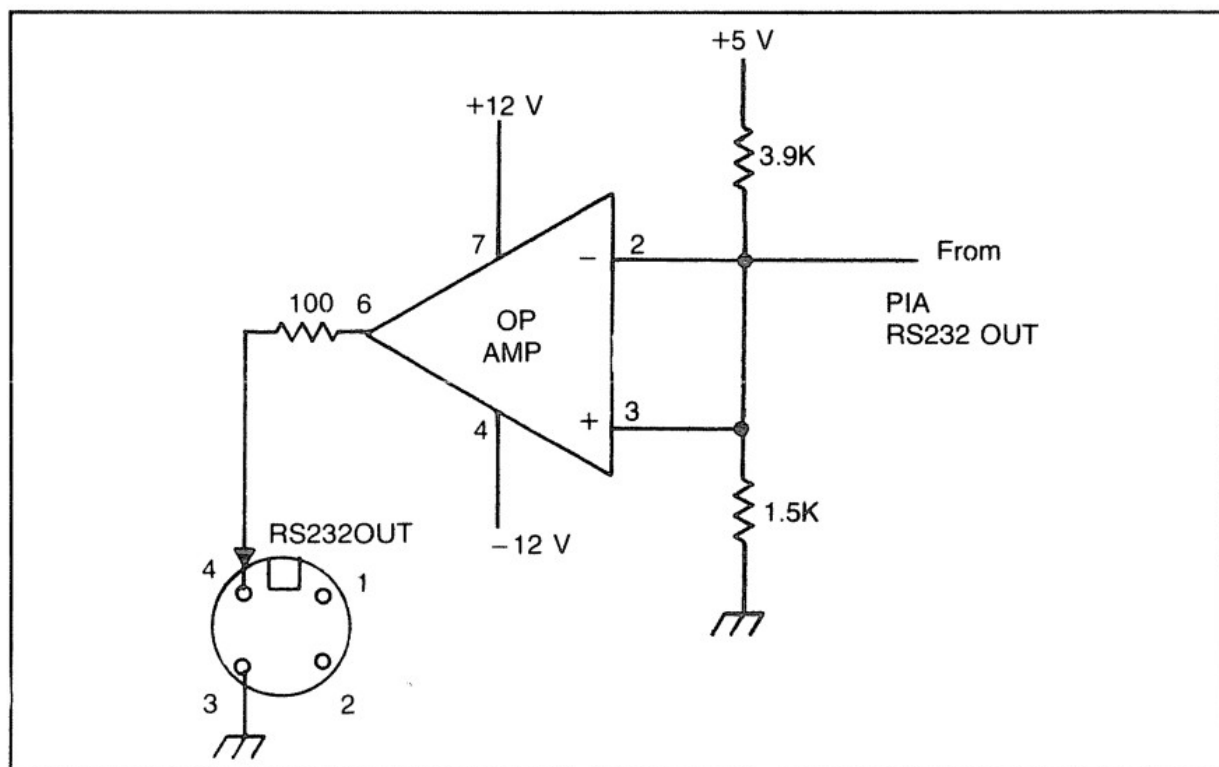 +5 V
+12 V
3.9K
7
-
2
From
100
6
OP
AMP
PIA
RS232 OUT
+
3
4
1.5K
-12 V
RS232OUT
4
1
3
2